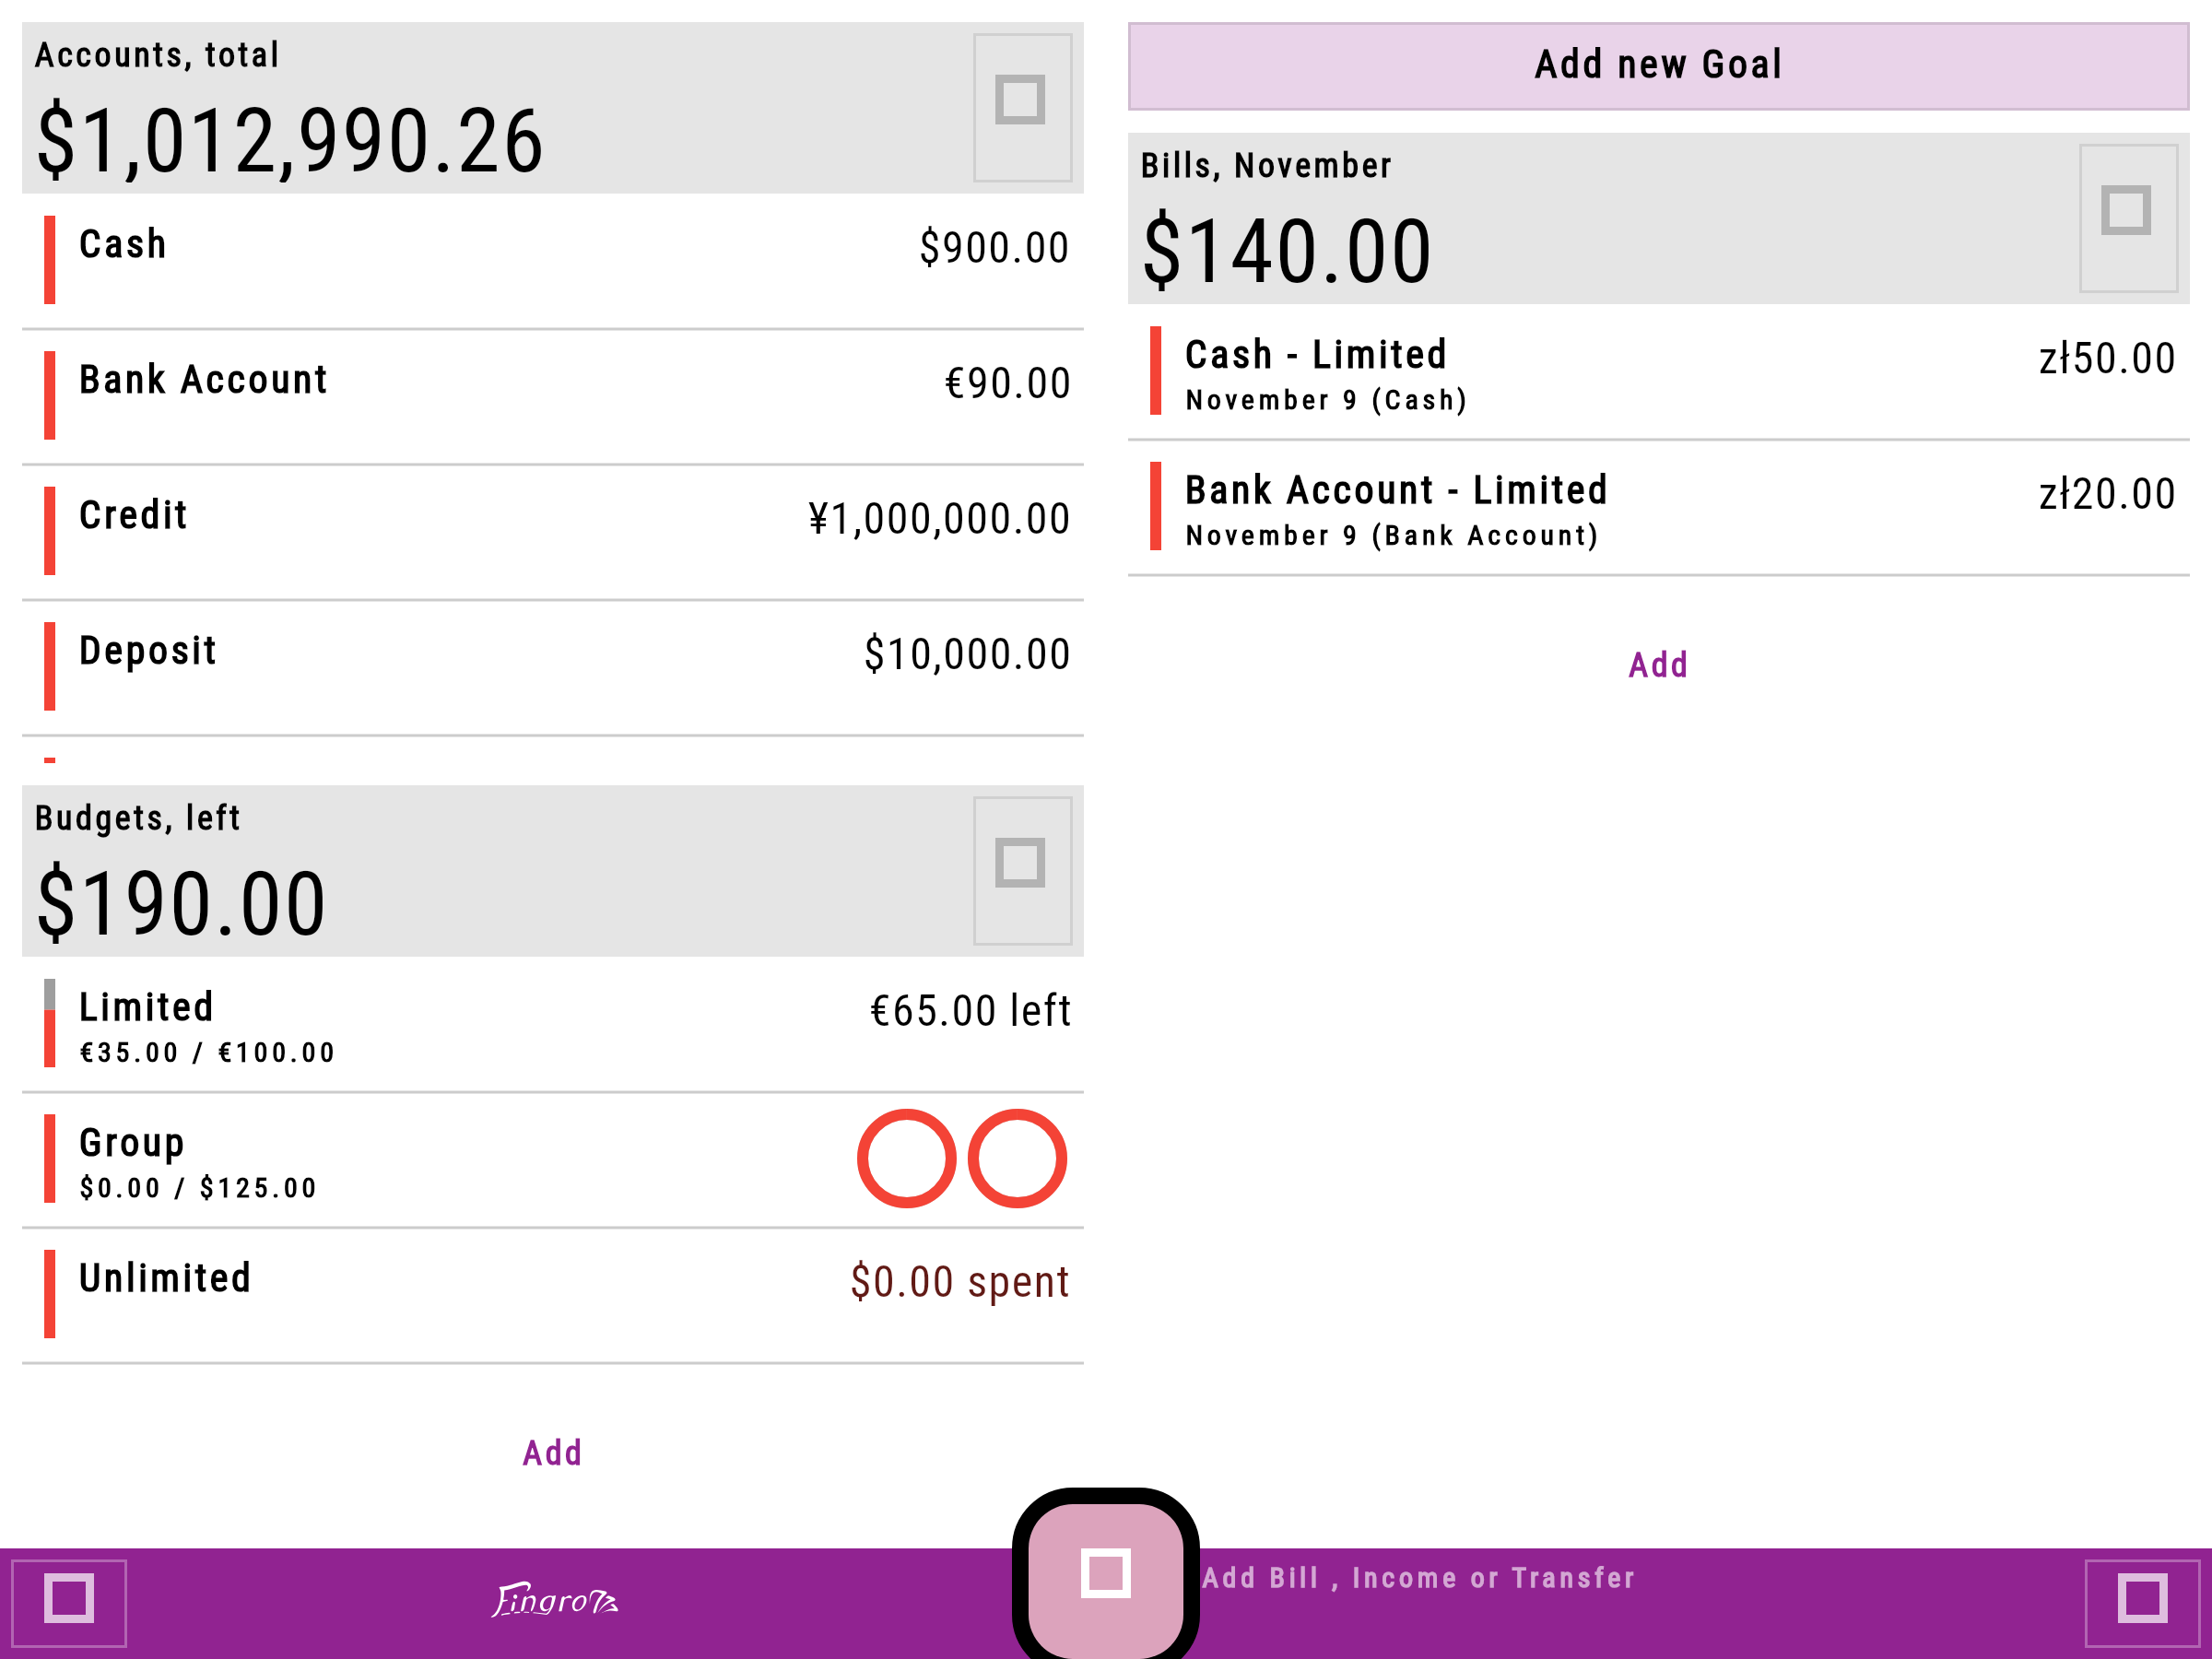 Accounts, total
$1,012,990.26
Cash
$900.00
Bank Account
€90.00
Credit
¥1,000,000.00
Deposit
$10,000.00
Budgets, left
$190.00
Limited
€65.00 left
€35.00 / €100.00
Group
$0.00 / $125.00
Unlimited
$0.00 spent
Add
Add new Goal
Bills, November
$140.00
Cash - Limited
zł50.00
November 9 (Cash)
Bank Account - Limited
zł20.00
November 9 (Bank Account)
Add
Add Bill , Income or Transfer